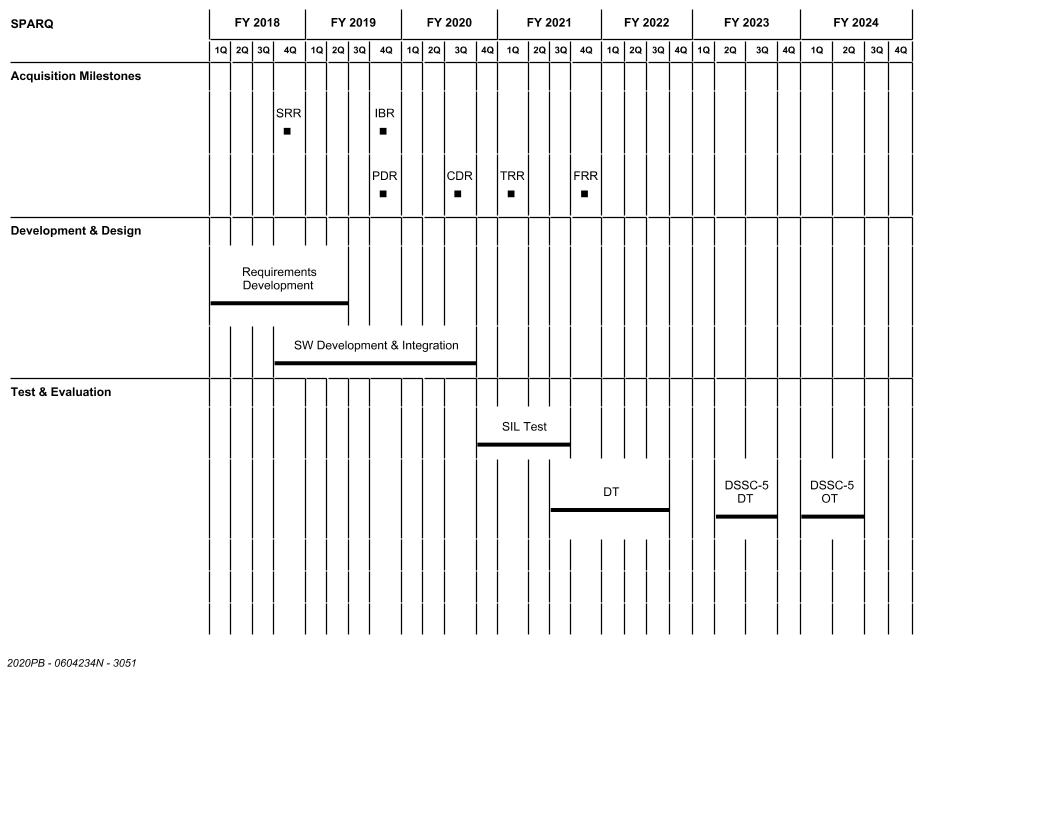 SPARQ
FY 2018 FY 2019 FY 2020 FY 2021 FY 2022 FY 2023 FY 2024
1Q 2Q 3Q 4Q 1Q 2Q 3Q 4Q 1Q 2Q 3Q 4Q 1Q 2Q 3Q 4Q 1Q 2Q 3Q 4Q 1Q 2Q 3Q 4Q 1Q 2Q 3Q 4Q
Acquisition Milestones
SRR IBR
PDR CDR TRR FRR
Development & Design
Requirements
Development
SW Development & Integration
Test & Evaluation
SIL Test
DT
DSSC-5
DT
DSSC-5
OT
2020PB - 0604234N - 3051